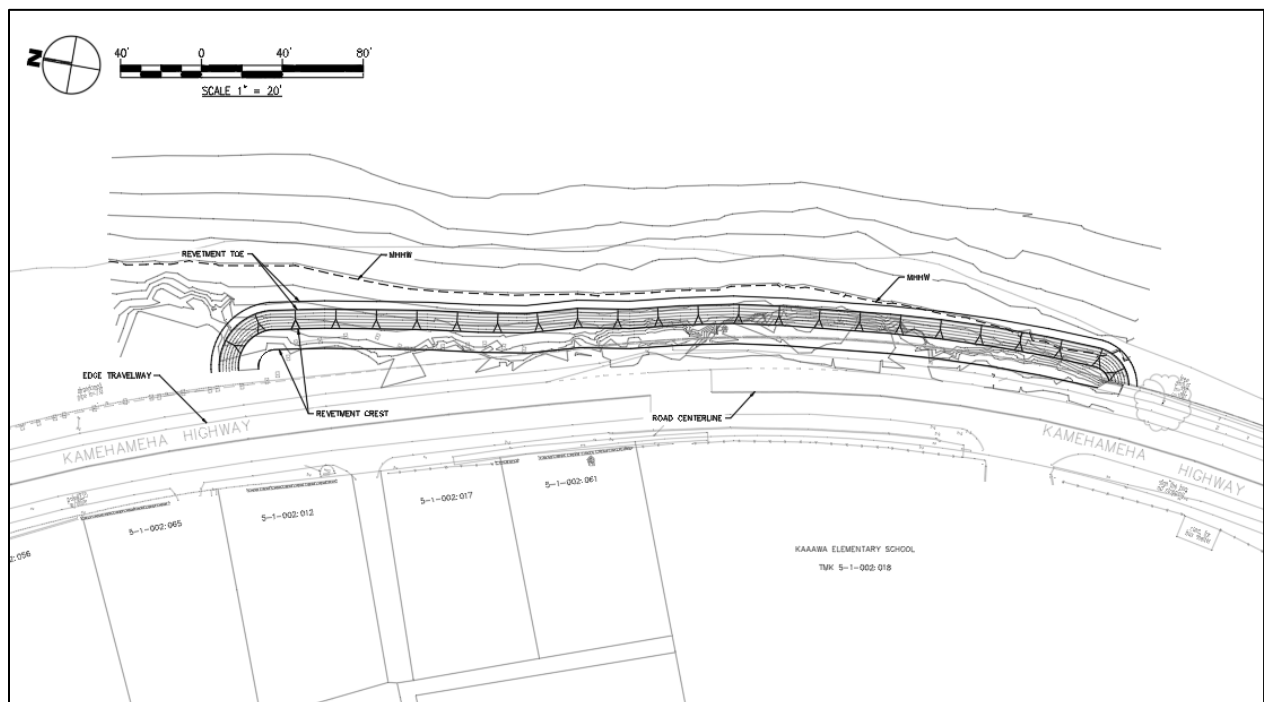 N
40' 0 40' 80'
SCALE 1" = 20'
MHHW
REVETMENT TOE
MHHW
EDGE TRAVELWAY
REVETMENT CREST
ROAD CENTERLINE
KAMEHAMEHA HIGHWAY
KAMEHAMEHA HIGHWAY
5-1-002:061
5-1-002:017
5-1-002:012
5-1-002:065
2:056
KAAAWA ELEMENTARY SCHOOL
TMK 5-1-002:018